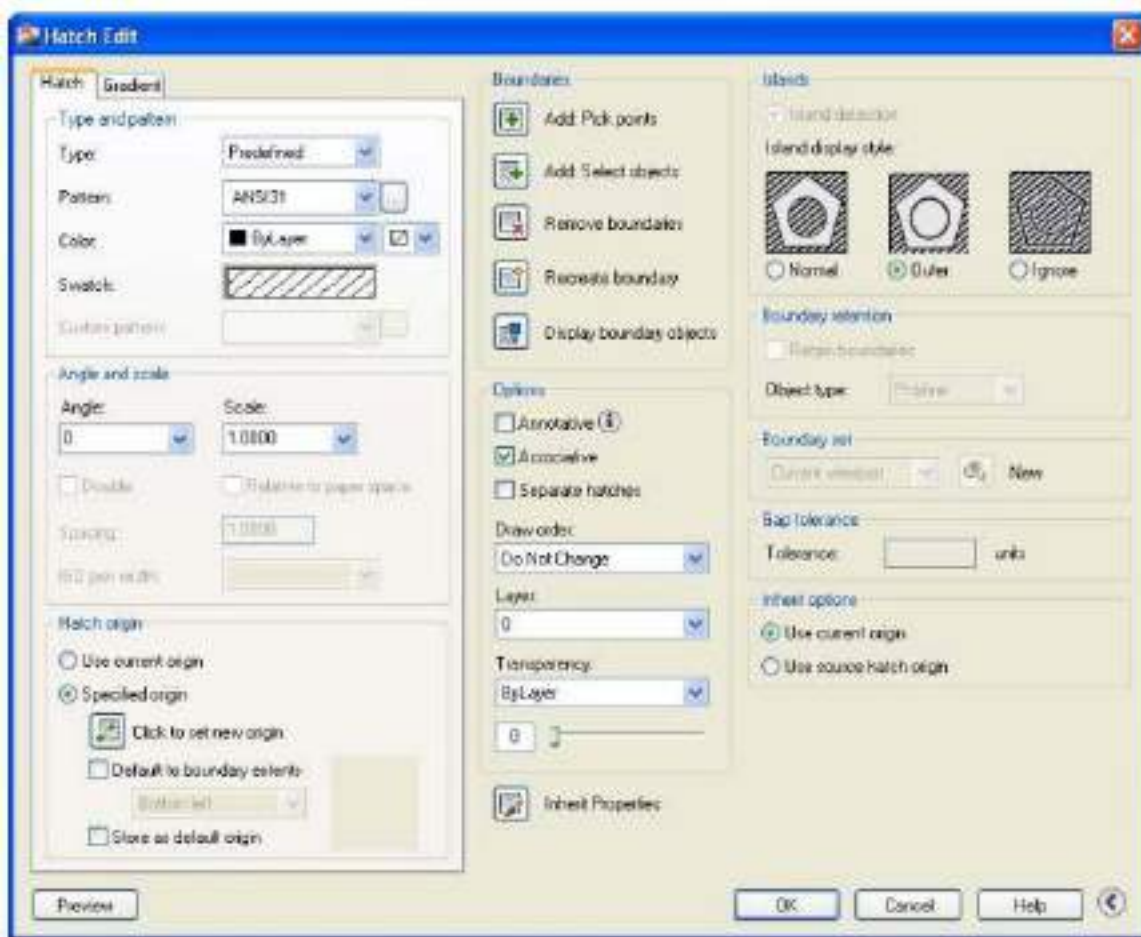 Hatch Edit
Hatch
Gradient
Type and pattern
Type:
Predefined
Pattern:
ANSI31
...
Color:
ByLayer
Swatch:
Custom pattern:
Angle and scale
Angle:
Scale:
0
1.0000
Double
Relative to paper space
Spacing:
1.0000
ISO pen width:
Hatch origin
Use current origin
Specified origin
Click to set new origin
Default to boundary extents
Bottom left
Store as default origin
Preview
Boundaries
Add: Pick points
Add: Select objects
Remove boundaries
Recreate boundary
Display boundary objects
Options
Annotative
Associative
Separate hatches
Draw order:
Do Not Change
Layer:
0
Transparency:
ByLayer
0
Inherit Properties
Islands
Island detection
Island display style:
Normal
Outer
Ignore
Boundary retention
Retain boundaries
Object type:
Polyline
Boundary set
Current viewport
New
Gap tolerance
Tolerance:
units
Inherit options
Use current origin
Use source hatch origin
OK
Cancel
Help